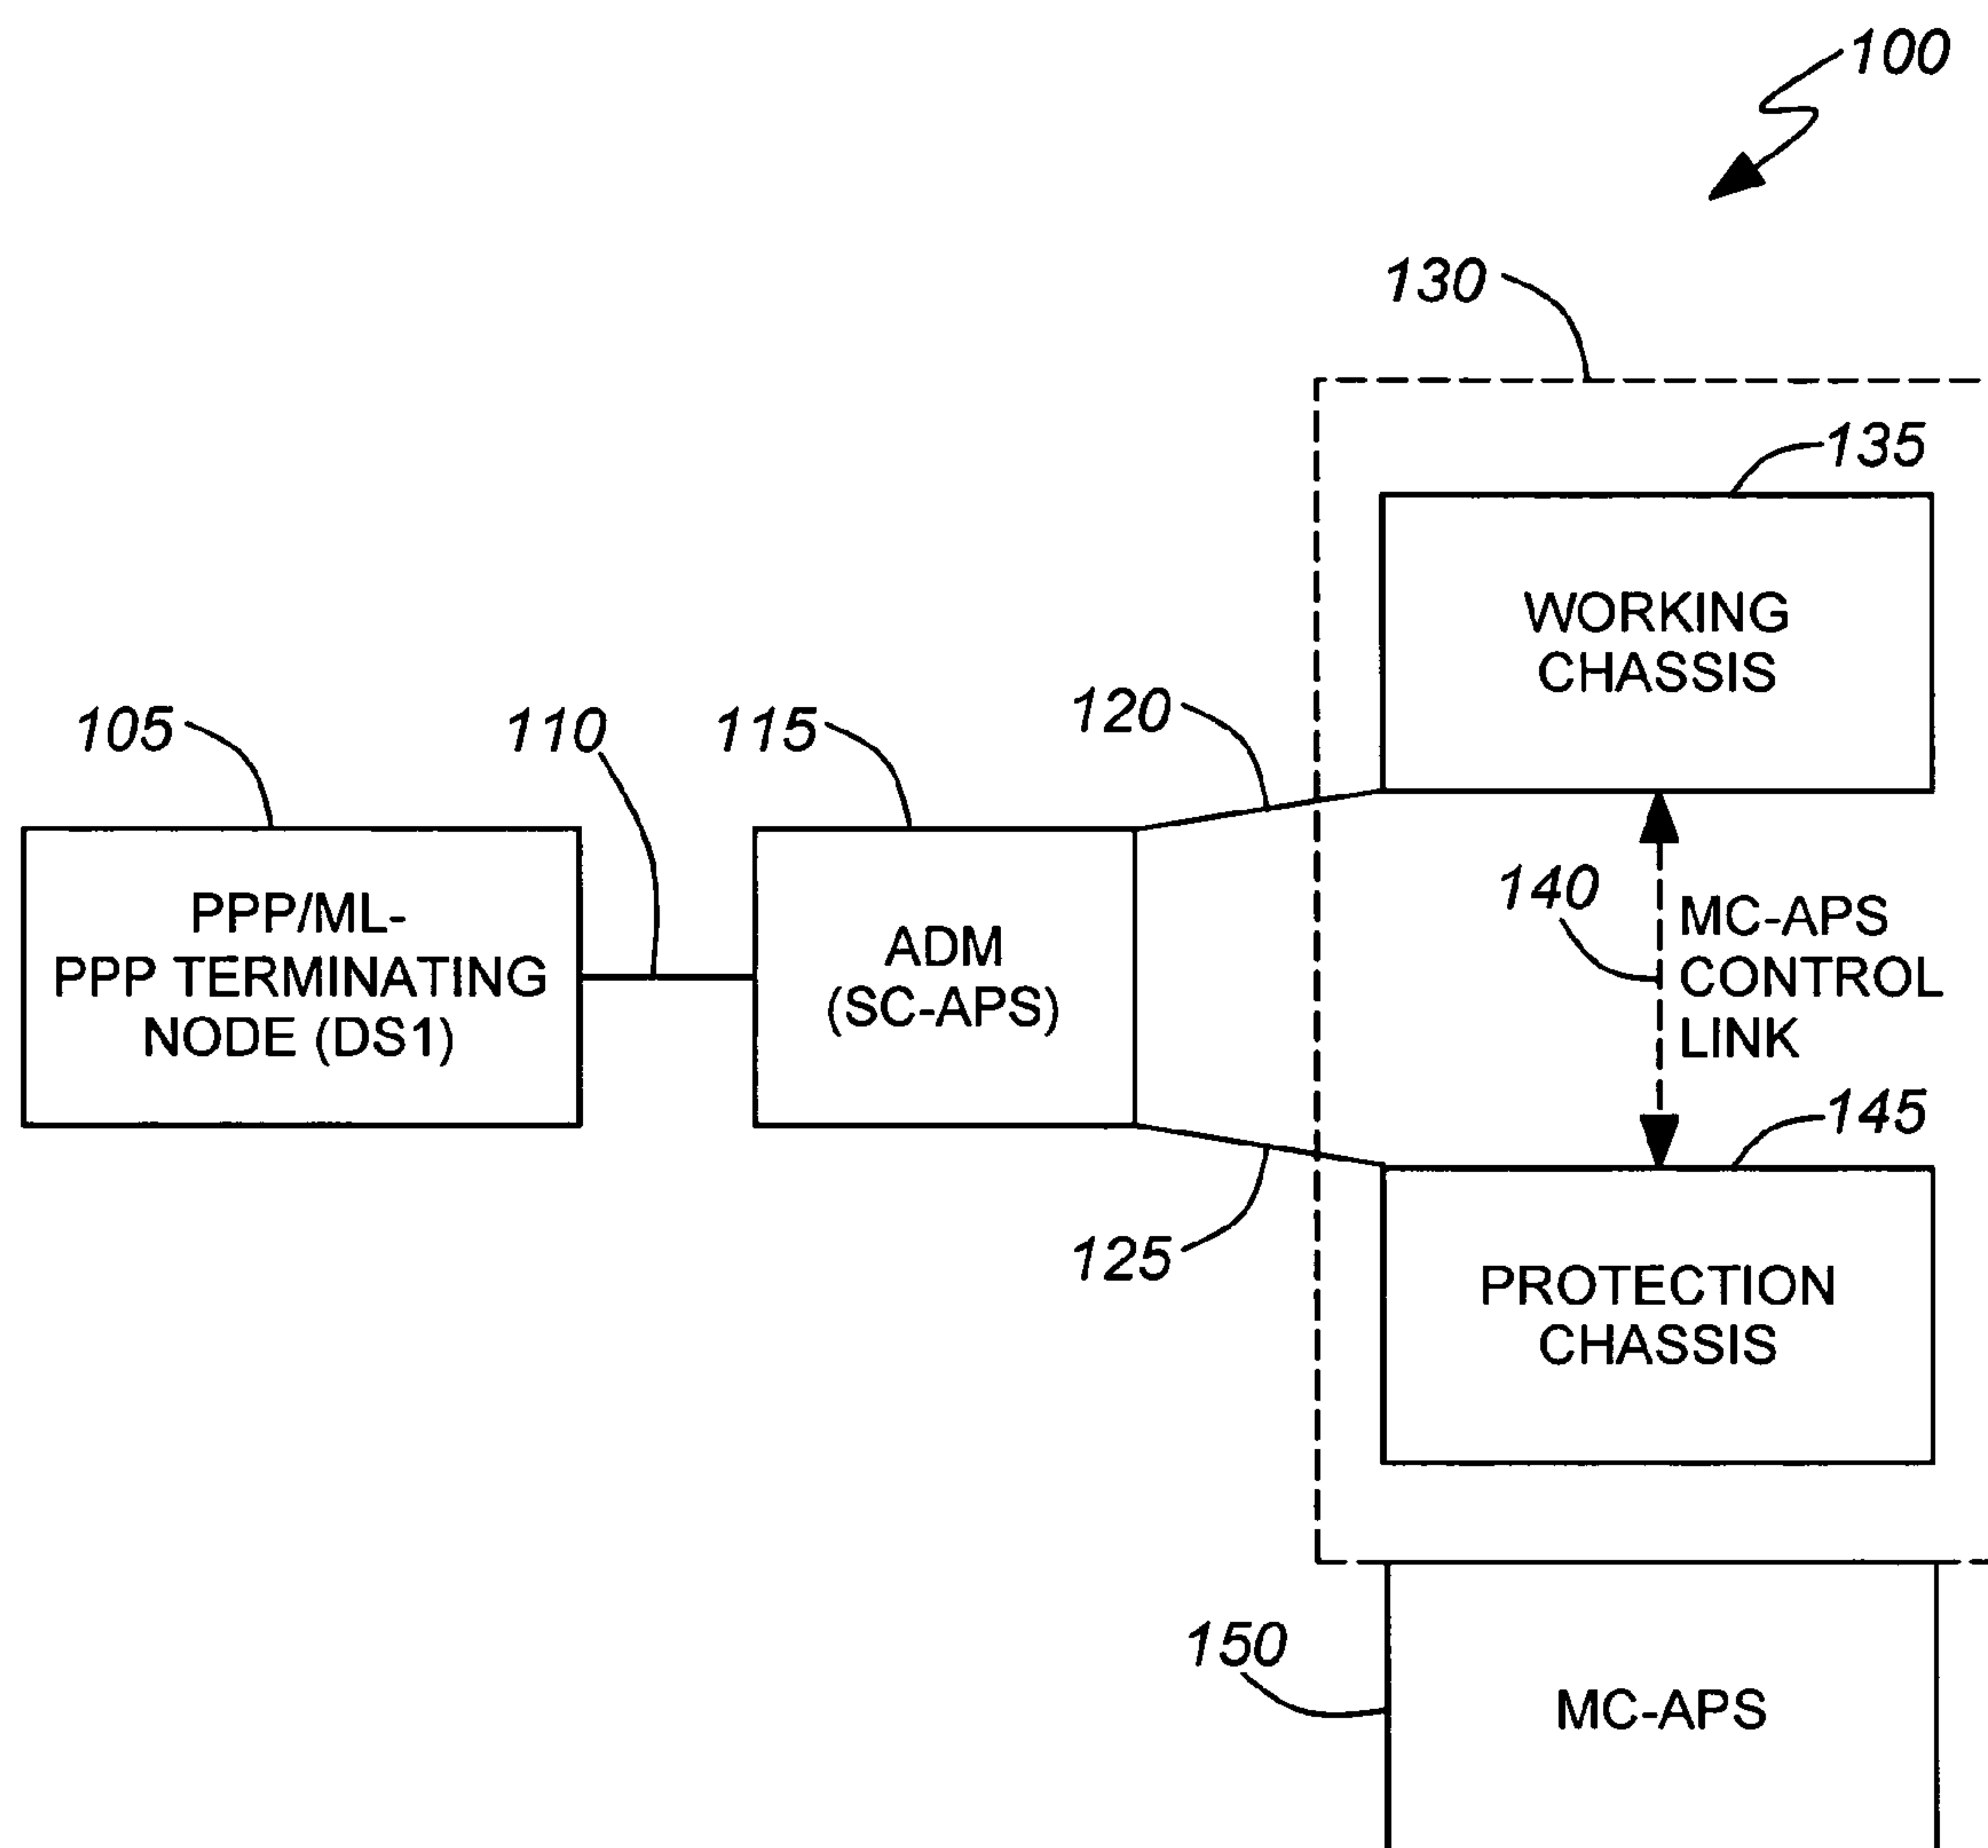 100
130
135
WORKING
CHASSIS
120
105
110
115
PPP/ML-
PPP TERMINATING
NODE (DS1)
ADM
(SC-APS)
140
MC-APS
CONTROL
LINK
145
125
PROTECTION
CHASSIS
150
MC-APS